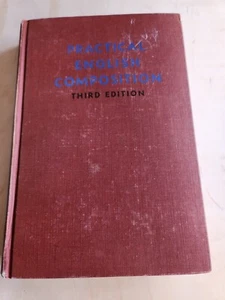 PRACTICAL
ENGLISH
COMPOSITION
THIRD EDITION